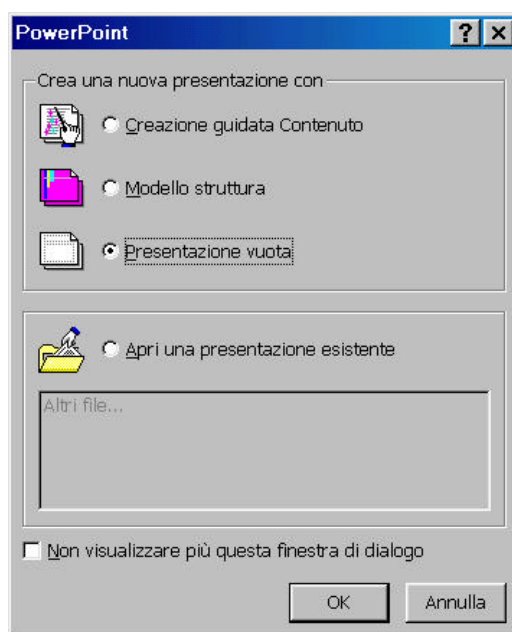 PowerPoint
Crea una nuova presentazione con
Creazione guidata Contenuto
Modello struttura
Presentazione vuota
Apri una presentazione esistente
Altri file...
Non visualizzare più questa finestra di dialogo
OK Annulla